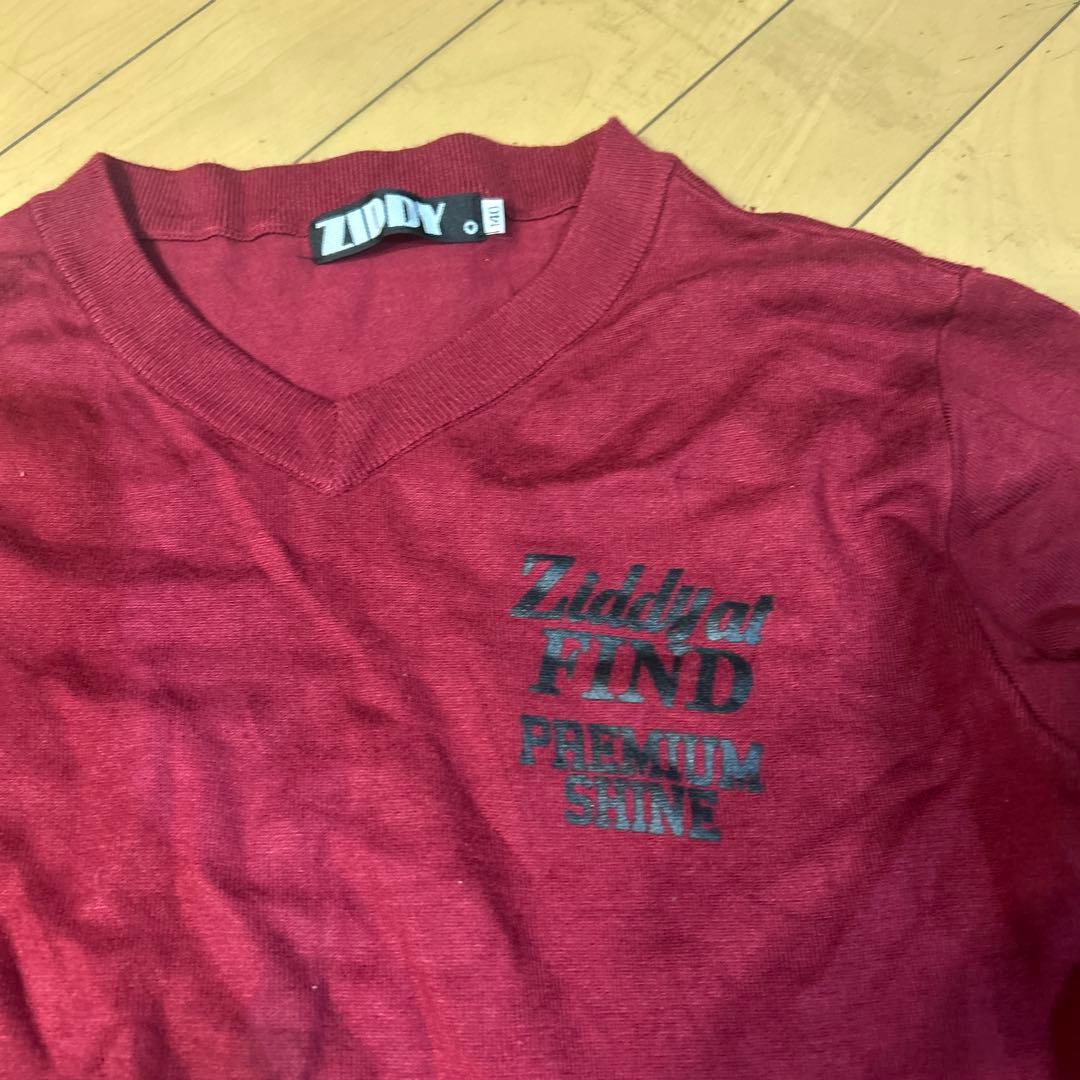 ZIDDY
140
Ziddy at
FIND
PREMIUM
SHINE